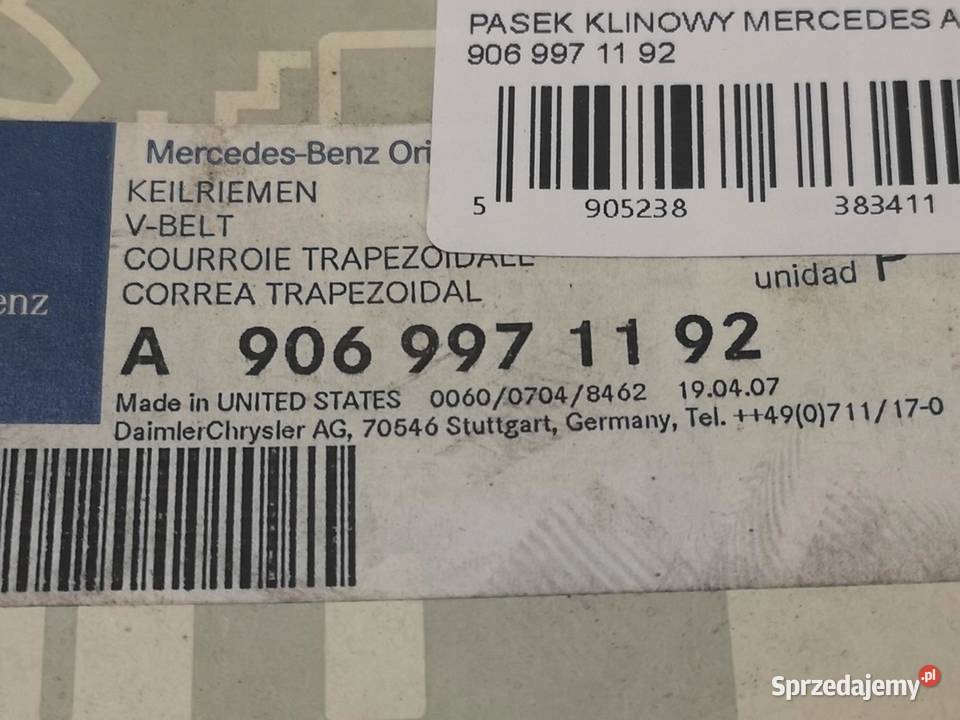 PASEK KLINOWY MERCEDES A
906 997 11 92
5 905238 383411
Mercedes-Benz Ori
KEILRIEMEN
V-BELT
COURROIE TRAPEZOIDALE
CORREA TRAPEZOIDAL
unidad P
enz
A 906 997 11 92
Made in UNITED STATES 0060/0704/8462 19.04.07
DaimlerChrysler AG, 70546 Stuttgart, Germany, Tel. ++49(0)711/17-0
Sprzedajemy.pl